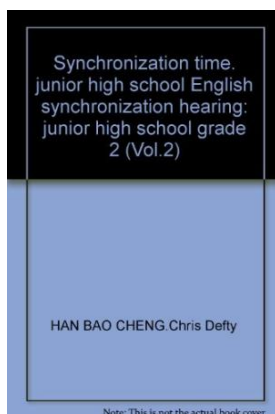 Synchronization time.
junior high school English
synchronization hearing:
junior high school grade
2 (Vol.2)
HAN BAO CHENG.Chris Defty
Note: This is not the actual book cover